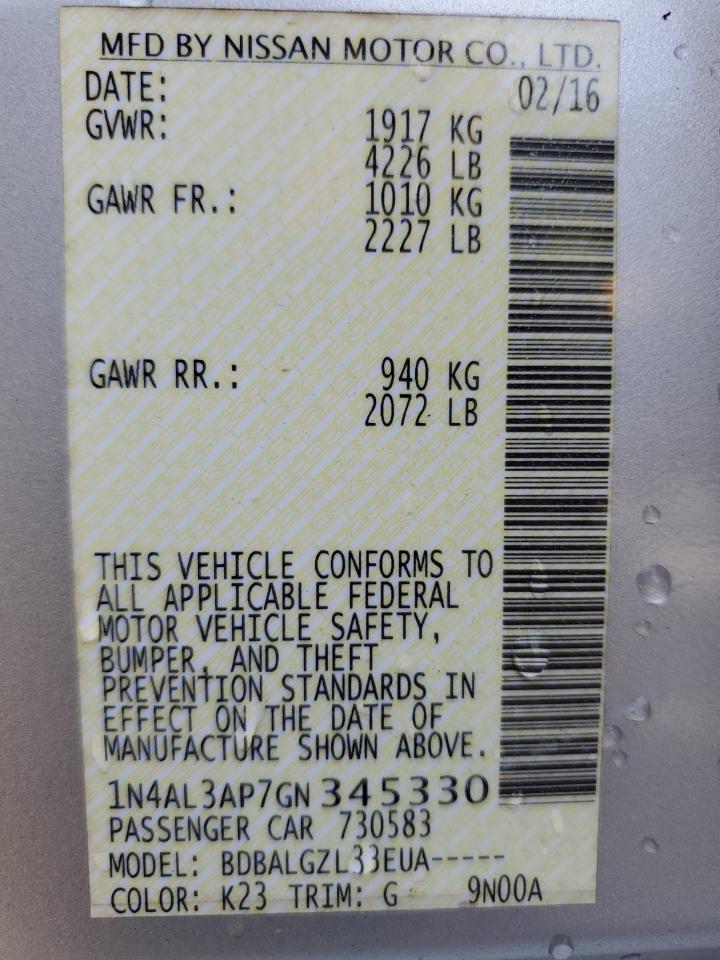 MFD BY NISSAN MOTOR CO., LTD.
DATE: 02/16
GVWR: 1917 KG
4226 LB
GAWR FR.: 1010 KG
2227 LB
GAWR RR.: 940 KG
2072 LB
THIS VEHICLE CONFORMS TO
ALL APPLICABLE FEDERAL
MOTOR VEHICLE SAFETY,
BUMPER, AND THEFT
PREVENTION STANDARDS IN
EFFECT ON THE DATE OF
MANUFACTURE SHOWN ABOVE.
1N4AL3AP7GN345330
PASSENGER CAR 730583
MODEL: BDBALGZL33EUA-----
COLOR: K23 TRIM: G 9N00A